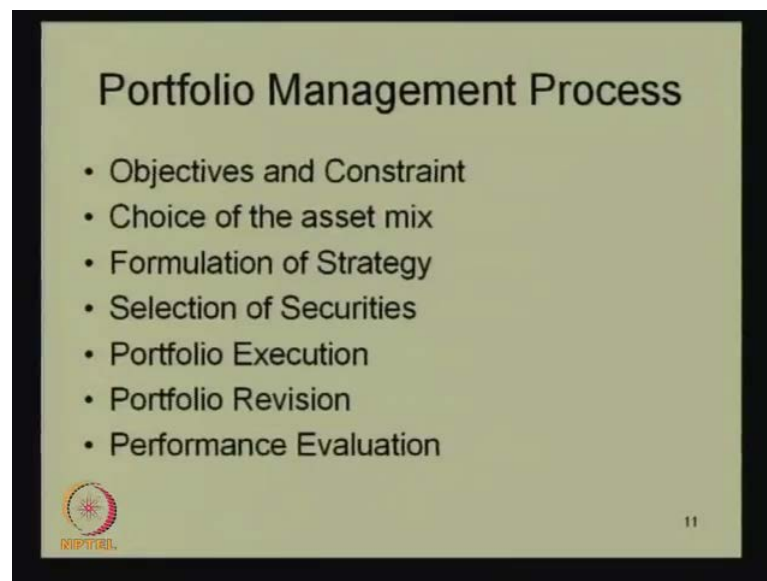 Portfolio Management Process
• Objectives and Constraint
• Choice of the asset mix
• Formulation of Strategy
• Selection of Securities
• Portfolio Execution
• Portfolio Revision
• Performance Evaluation
NPTEL
11